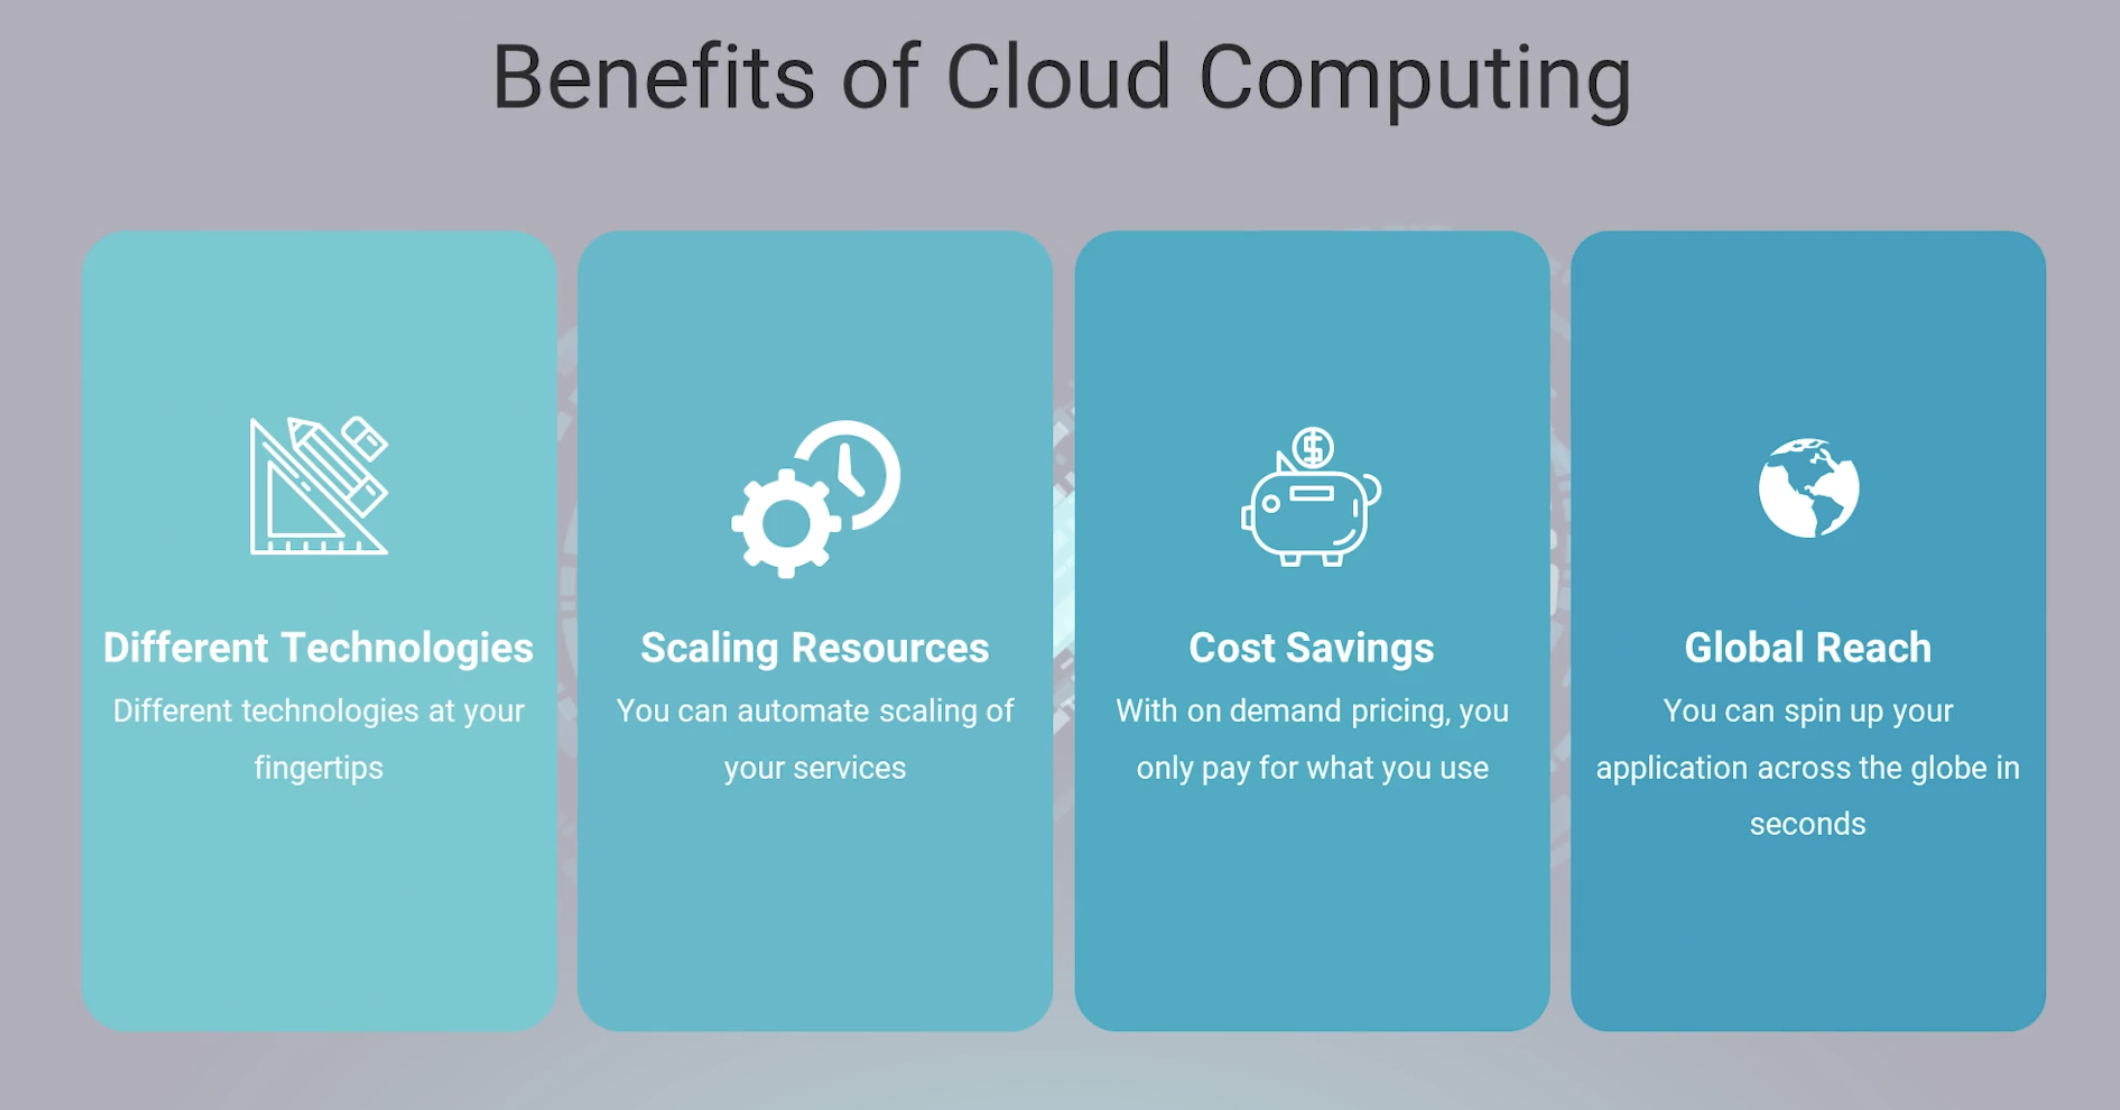 Benefits of Cloud Computing
Different Technologies
Different technologies at your
fingertips
Scaling Resources
You can automate scaling of
your services
$
Cost Savings
With on demand pricing, you
only pay for what you use
Global Reach
You can spin up your
application across the globe in
seconds